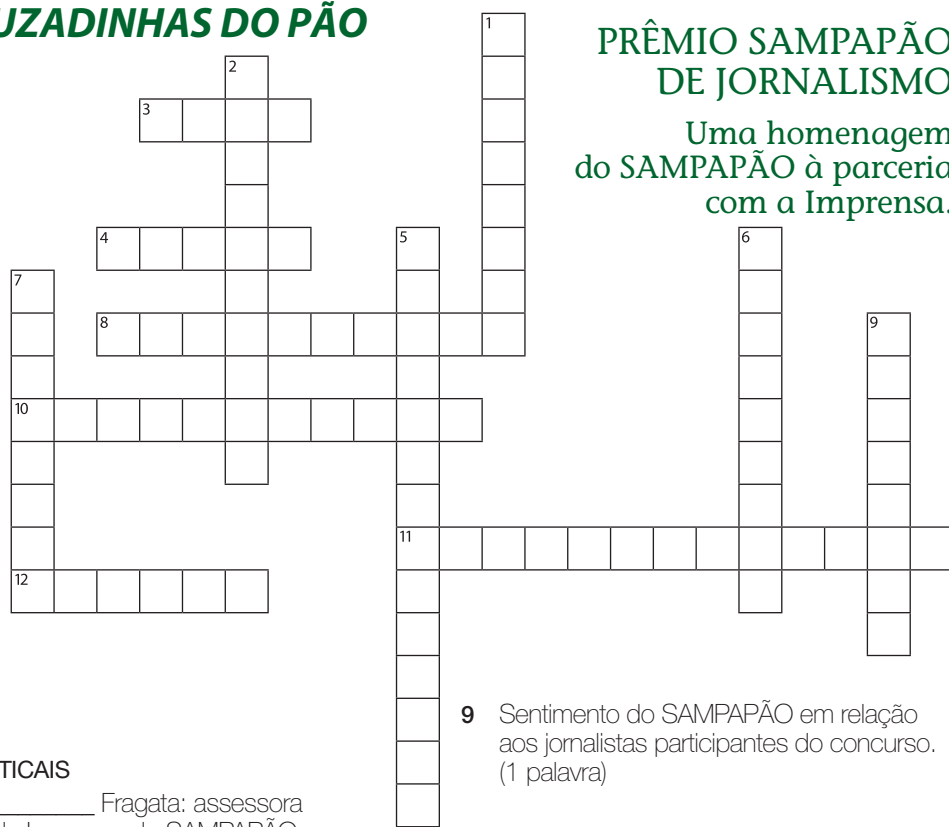 DO PÃO
PRÊMIO SAMPAPÃO
DE JORNALISMO
Uma homenagem
do SAMPAPÃO à parceria
com a Imprensa.
1
2
3
4
5
6
7
8
9
10
11
12
9 Sentimento do SAMPAPÃO em relação
aos jornalistas participantes do concurso.
(1 palavra)
Fragata: assessora